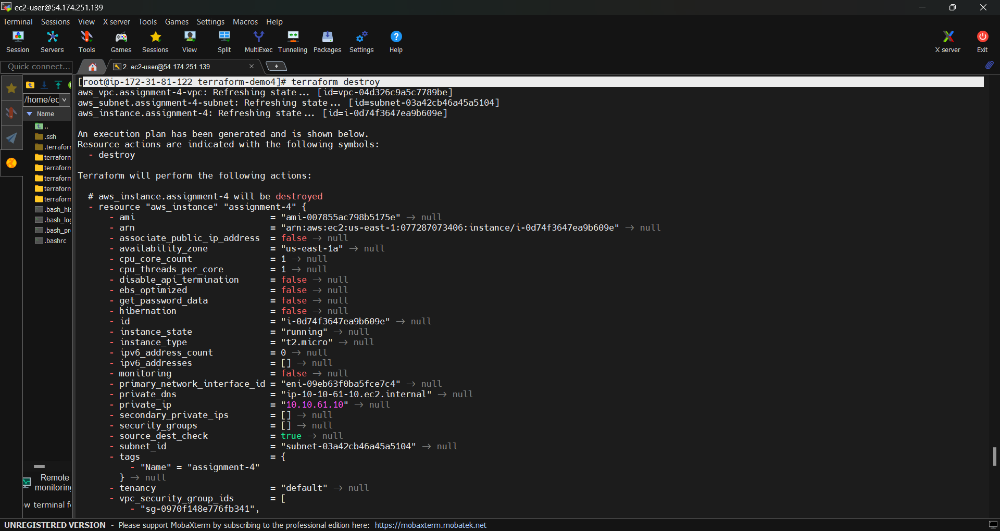 ec2-user@54.174.251.139
Terminal Sessions View X server Tools Games Settings Macros Help
Session Servers Tools Games Sessions View Split MultiExec Tunneling Packages Settings Help X server Exit
Quick connect...
2. ec2-user@54.174.251.139
/home/ec
Name
..
.ssh
.terrafor
terraform
terraform
terraform
terraform
terraform
.bash_his
.bash_log
.bash_pr
.bashrc
Remote
monitorin
w terminal f
[root@ip-172-31-81-122 terraform-demo4]# terraform destroy
aws_vpc.assignment-4-vpc: Refreshing state... [id=vpc-04d326c9a5c7789be]
aws_subnet.assignment-4-subnet: Refreshing state... [id=subnet-03a42cb46a45a5104]
aws_instance.assignment-4: Refreshing state... [id=i-0d74f3647ea9b609e]
An execution plan has been generated and is shown below.
Resource actions are indicated with the following symbols:
- destroy
Terraform will perform the following actions:
# aws_instance.assignment-4 will be destroyed
- resource "aws_instance" "assignment-4" {
- ami = "ami-007855ac798b5175e" → null
- arn = "arn:aws:ec2:us-east-1:077287073406:instance/i-0d74f3647ea9b609e" → null
- associate_public_ip_address = false → null
- availability_zone = "us-east-1a" → null
- cpu_core_count = 1 → null
- cpu_threads_per_core = 1 → null
- disable_api_termination = false → null
- ebs_optimized = false → null
- get_password_data = false → null
- hibernation = false → null
- id = "i-0d74f3647ea9b609e" → null
- instance_state = "running" → null
- instance_type = "t2.micro" → null
- ipv6_address_count = 0 → null
- ipv6_addresses = [] → null
- monitoring = false → null
- primary_network_interface_id = "eni-09eb63f0ba5fce7c4" → null
- private_dns = "ip-10-10-61-10.ec2.internal" → null
- private_ip = "10.10.61.10" → null
- secondary_private_ips = [] → null
- security_groups = [] → null
- source_dest_check = true → null
- subnet_id = "subnet-03a42cb46a45a5104" → null
- tags = {
- "Name" = "assignment-4"
} → null
- tenancy = "default" → null
- vpc_security_group_ids = [
- "sg-0970f148e776fb341",
UNREGISTERED VERSION - Please support MobaXterm by subscribing to the professional edition here: https://mobaxterm.mobatek.net